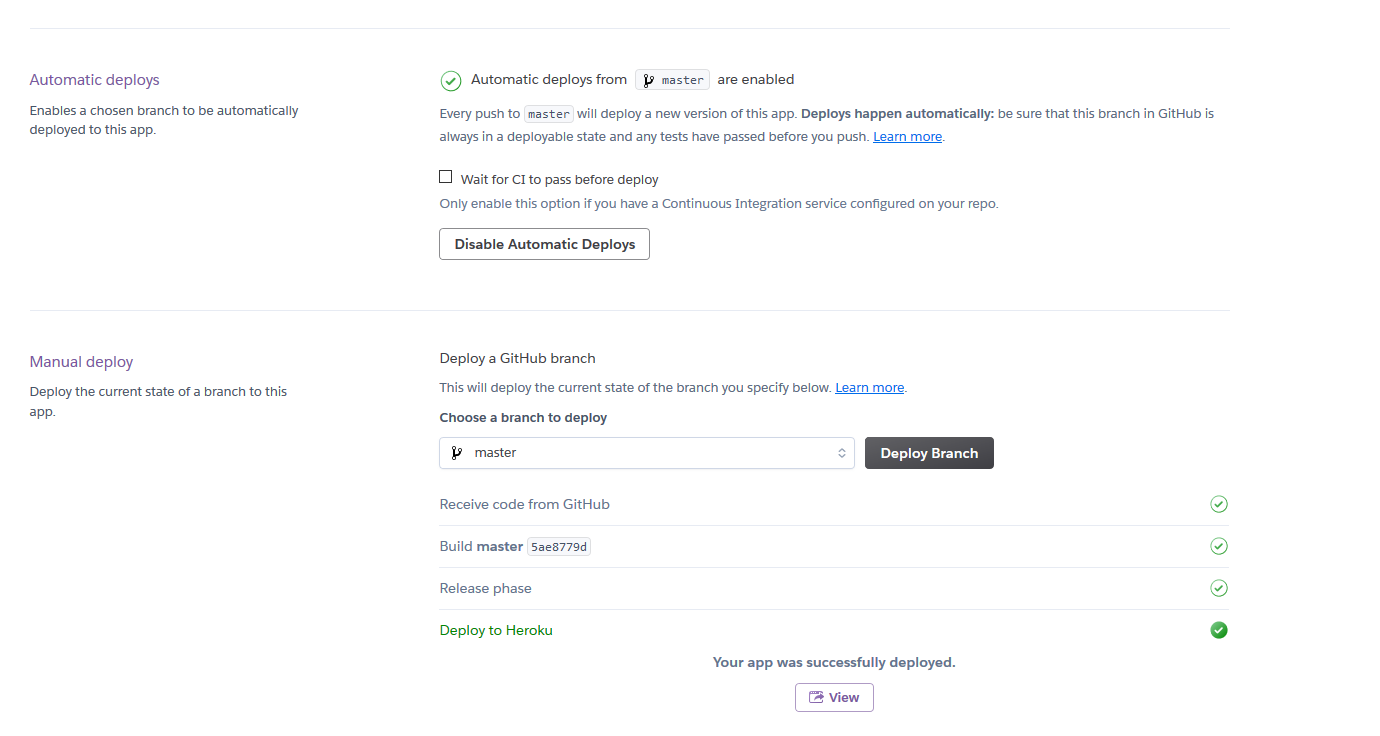 Automatic deploys
Enables a chosen branch to be automatically
deployed to this app.
Automatic deploys from master are enabled
Every push to master will deploy a new version of this app. Deploys happen automatically: be sure that this branch in GitHub is
always in a deployable state and any tests have passed before you push. Learn more.
Wait for CI to pass before deploy
Only enable this option if you have a Continuous Integration service configured on your repo.
Disable Automatic Deploys
Manual deploy
Deploy the current state of a branch to this
app.
Deploy a GitHub branch
This will deploy the current state of the branch you specify below. Learn more.
Choose a branch to deploy
master
Deploy Branch
Receive code from GitHub
Build master 5ae8779d
Release phase
Deploy to Heroku
Your app was successfully deployed.
View